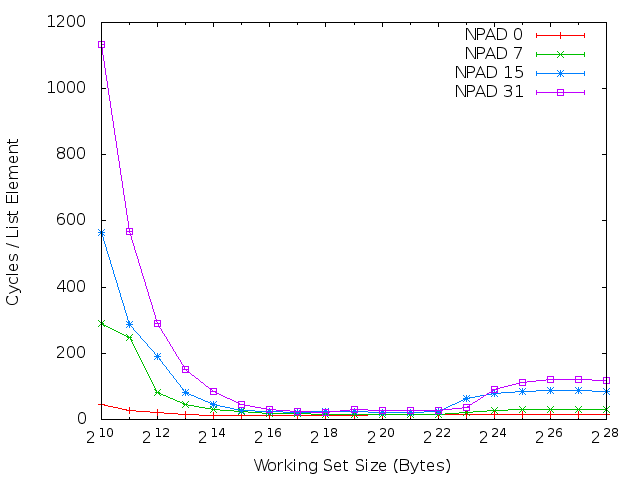 1200
1000
800
600
400
200
0
Cycles / List Element
NPAD 0
NPAD 7
NPAD 15
NPAD 31
2^10 2^12 2^14 2^16 2^18 2^20 2^22 2^24 2^26 2^28
Working Set Size (Bytes)